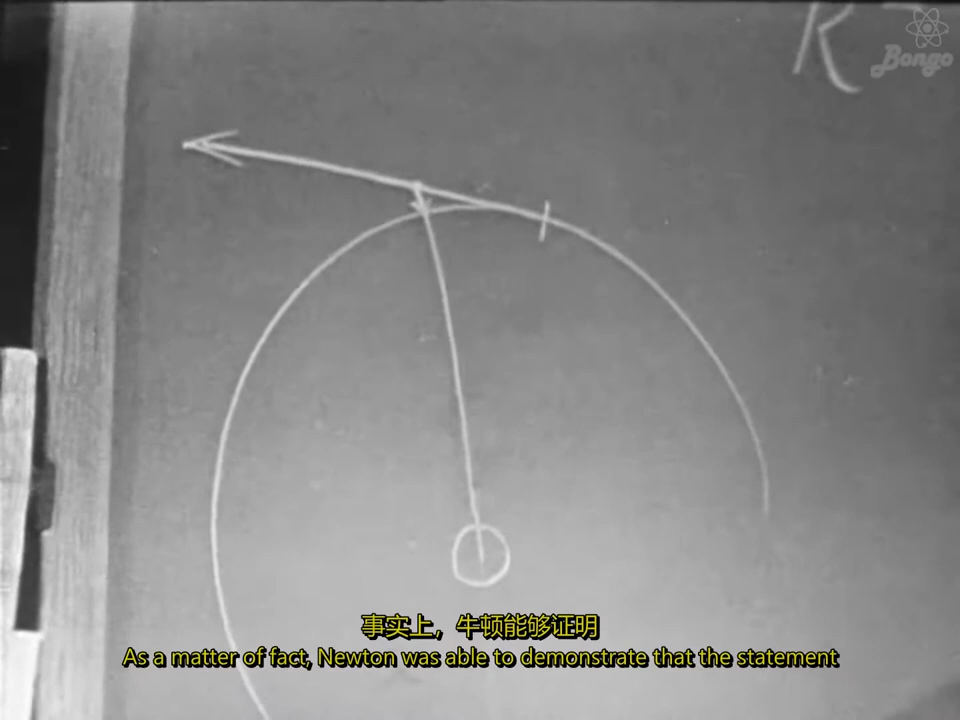 R
Bongo
事实上，牛顿能够证明
As a matter of fact, Newton was able to demonstrate that the statement